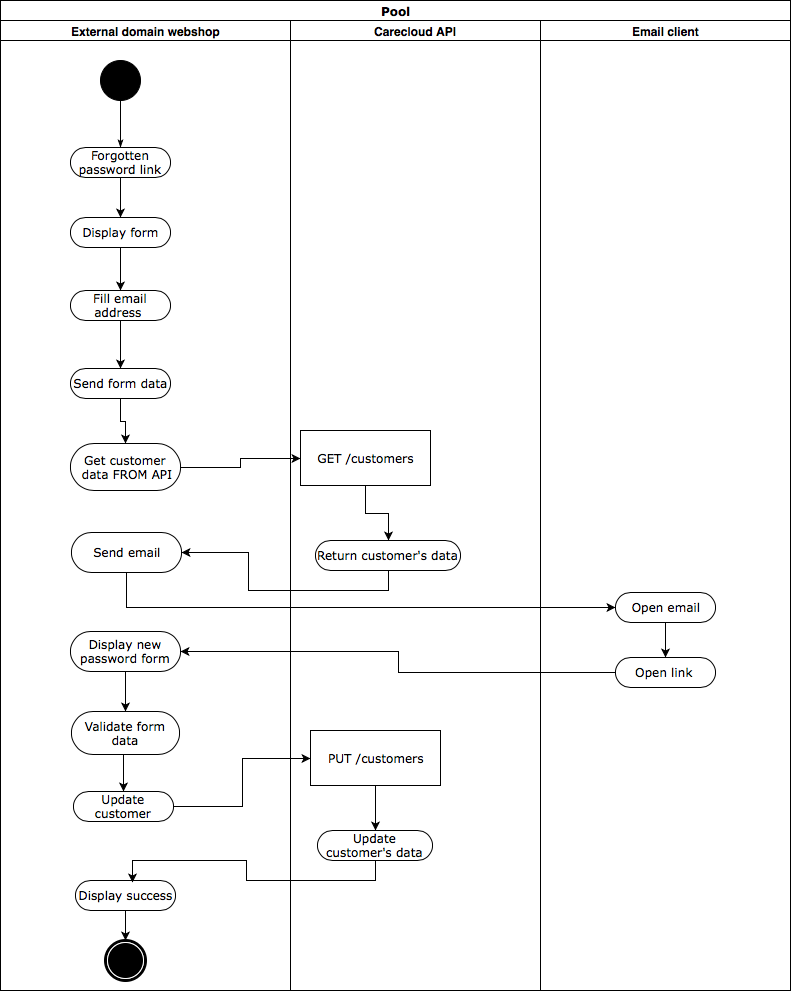 Pool
External domain webshop
Carecloud API
Email client
Forgotten
password link
Display form
Fill email
address
Send form data
Get customer
data FROM API
GET /customers
Send email
Return customer's data
Open email
Display new
password form
Open link
Validate form
data
PUT /customers
Update
customer
Update
customer's data
Display success